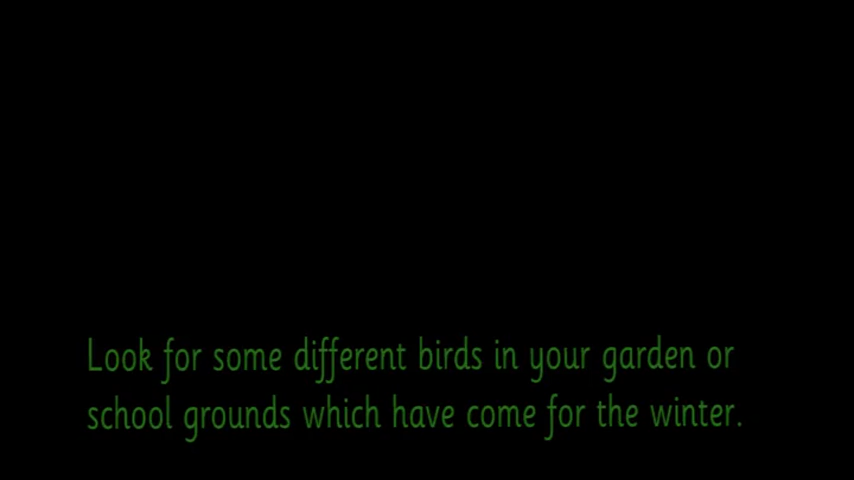 Look for some different birds in your garden or
school grounds which have come for the winter.